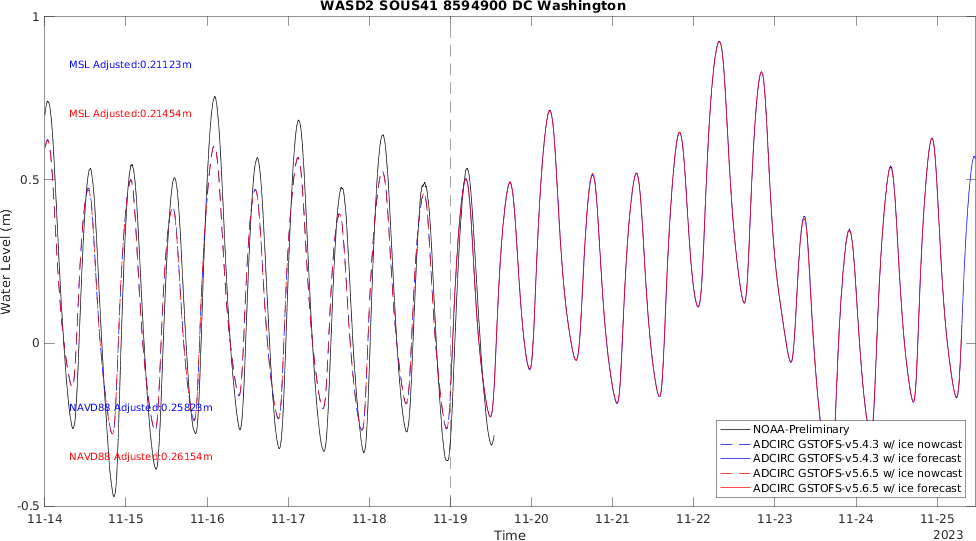 WASD2 SOUS41 8594900 DC Washington
1
MSL Adjusted:0.21123m
MSL Adjusted:0.21454m
0.5
Water Level (m)
0
NAVD88 Adjusted:0.25823m
NAVD88 Adjusted:0.26154m
NOAA-Preliminary
ADCIRC GSTOFS-v5.4.3 w/ ice nowcast
ADCIRC GSTOFS-v5.4.3 w/ ice forecast
ADCIRC GSTOFS-v5.6.5 w/ ice nowcast
ADCIRC GSTOFS-v5.6.5 w/ ice forecast
-0.5
11-14 11-15 11-16 11-17 11-18 11-19 11-20 11-21 11-22 11-23 11-24 11-25
Time
2023